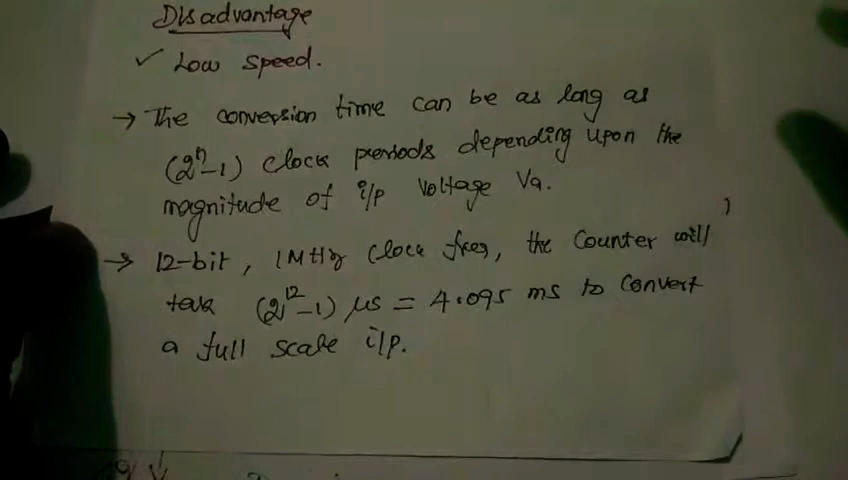 Disadvantage
✓ Low speed.
→ The conversion time can be as long as
(2ⁿ-1) clock periods depending upon the
magnitude of i/p voltage Va.
→ 12-bit, 1MHz clock freq, the counter will
take (2¹²-1) μs = 4.095 ms to convert
a full scale i/p.